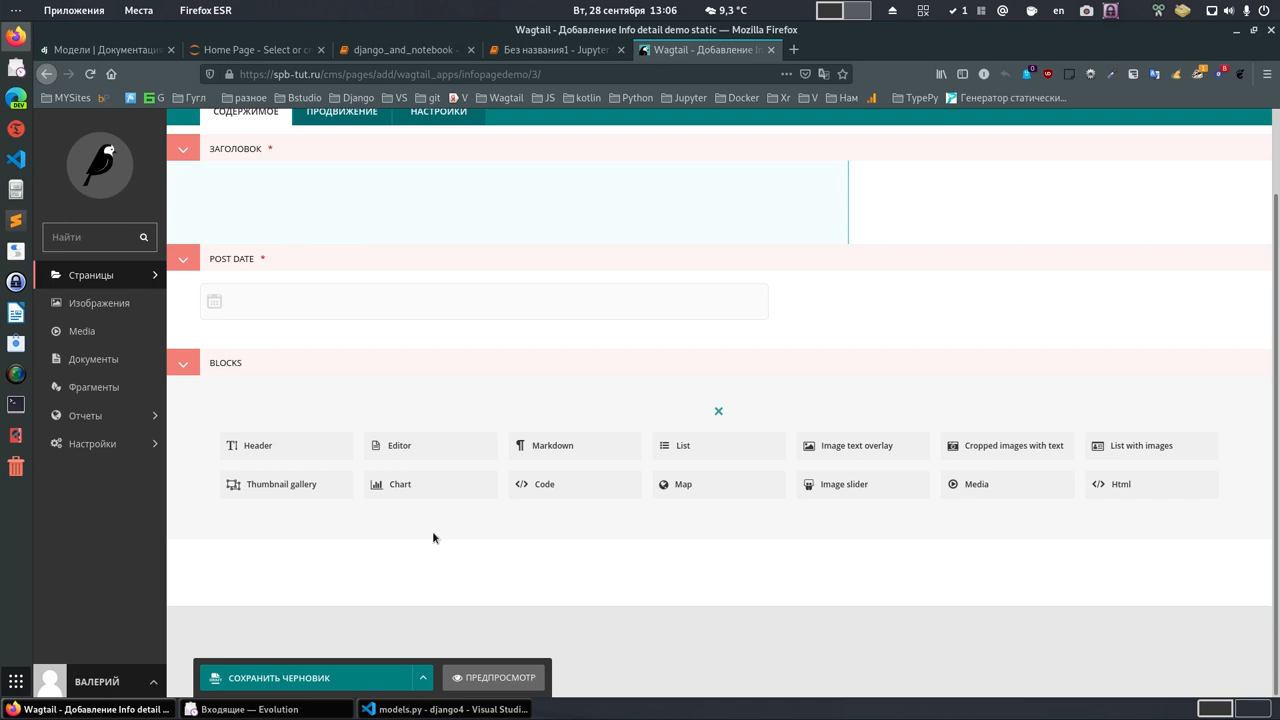 Приложения Места Firefox ESR Вт, 28 сентября 13:06 9,3 °C 1 en
Wagtail - Добавление Info detail demo static — Mozilla Firefox
dj Модели | Документация Home Page - Select or c django_and_notebook - Без названия1 - Jupyter Wagtail - Добавление In
https://spb-tut.ru/cms/pages/add/wagtail_apps/infopagedemo/3/
MYSites G Гугл разное Bstudio Django VS git V Wagtail JS kotlin Python Jupyter Docker Xr V Нам TypePy Генератор статически…
СОДЕРЖИМОЕ ПРОДВИЖЕНИЕ НАСТРОЙКИ
ЗАГОЛОВОК *
Найти
POST DATE *
Страницы
Изображения
Media
Документы
BLOCKS
Фрагменты
Отчеты
Настройки
Header Editor Markdown List Image text overlay Cropped images with text List with images
Thumbnail gallery Chart Code Map Image slider Media Html
ВАЛЕРИЙ
СОХРАНИТЬ ЧЕРНОВИК ПРЕДПРОСМОТР
Wagtail - Добавление Info detail … Входящие — Evolution models.py - django4 - Visual Studi…